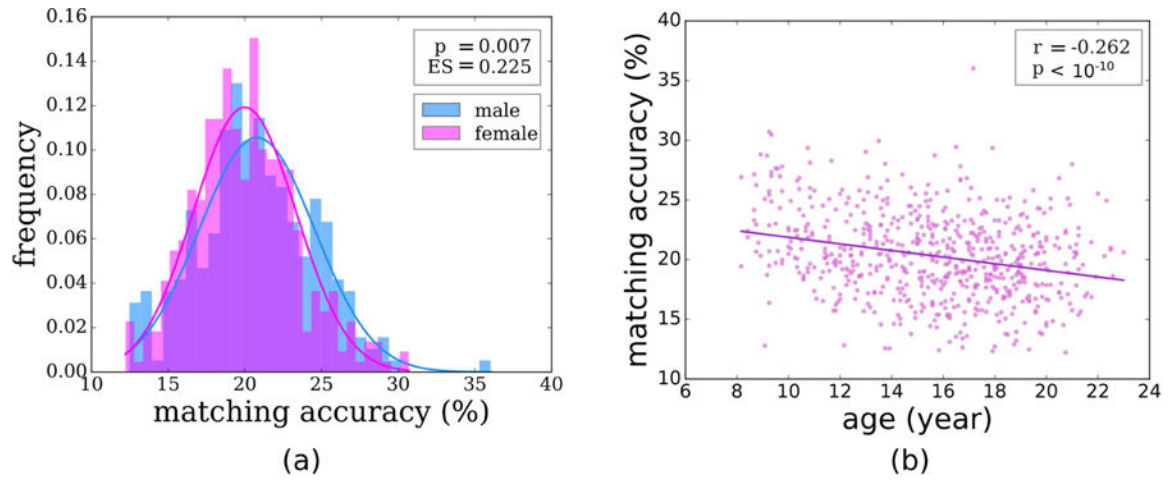 0.16
0.14
0.12
0.10
0.08
0.06
0.04
0.02
0.00
frequency
p = 0.007
ES = 0.225
male
female
10 15 20 25 30 35 40
matching accuracy (%)
(a)
40
35
30
25
20
15
10
matching accuracy (%)
r = -0.262
p < 10⁻¹⁰
6 8 10 12 14 16 18 20 22 24
age (year)
(b)